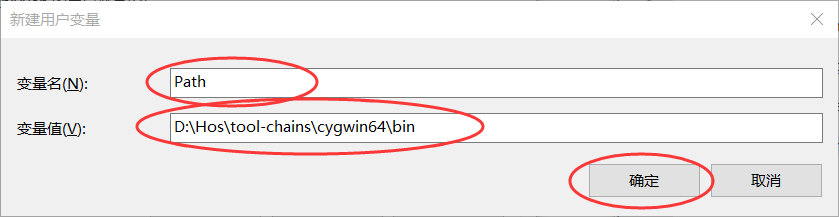 新建用户变量
变量名(N):
Path
变量值(V):
D:\Hos\tool-chains\cygwin64\bin
确定
取消